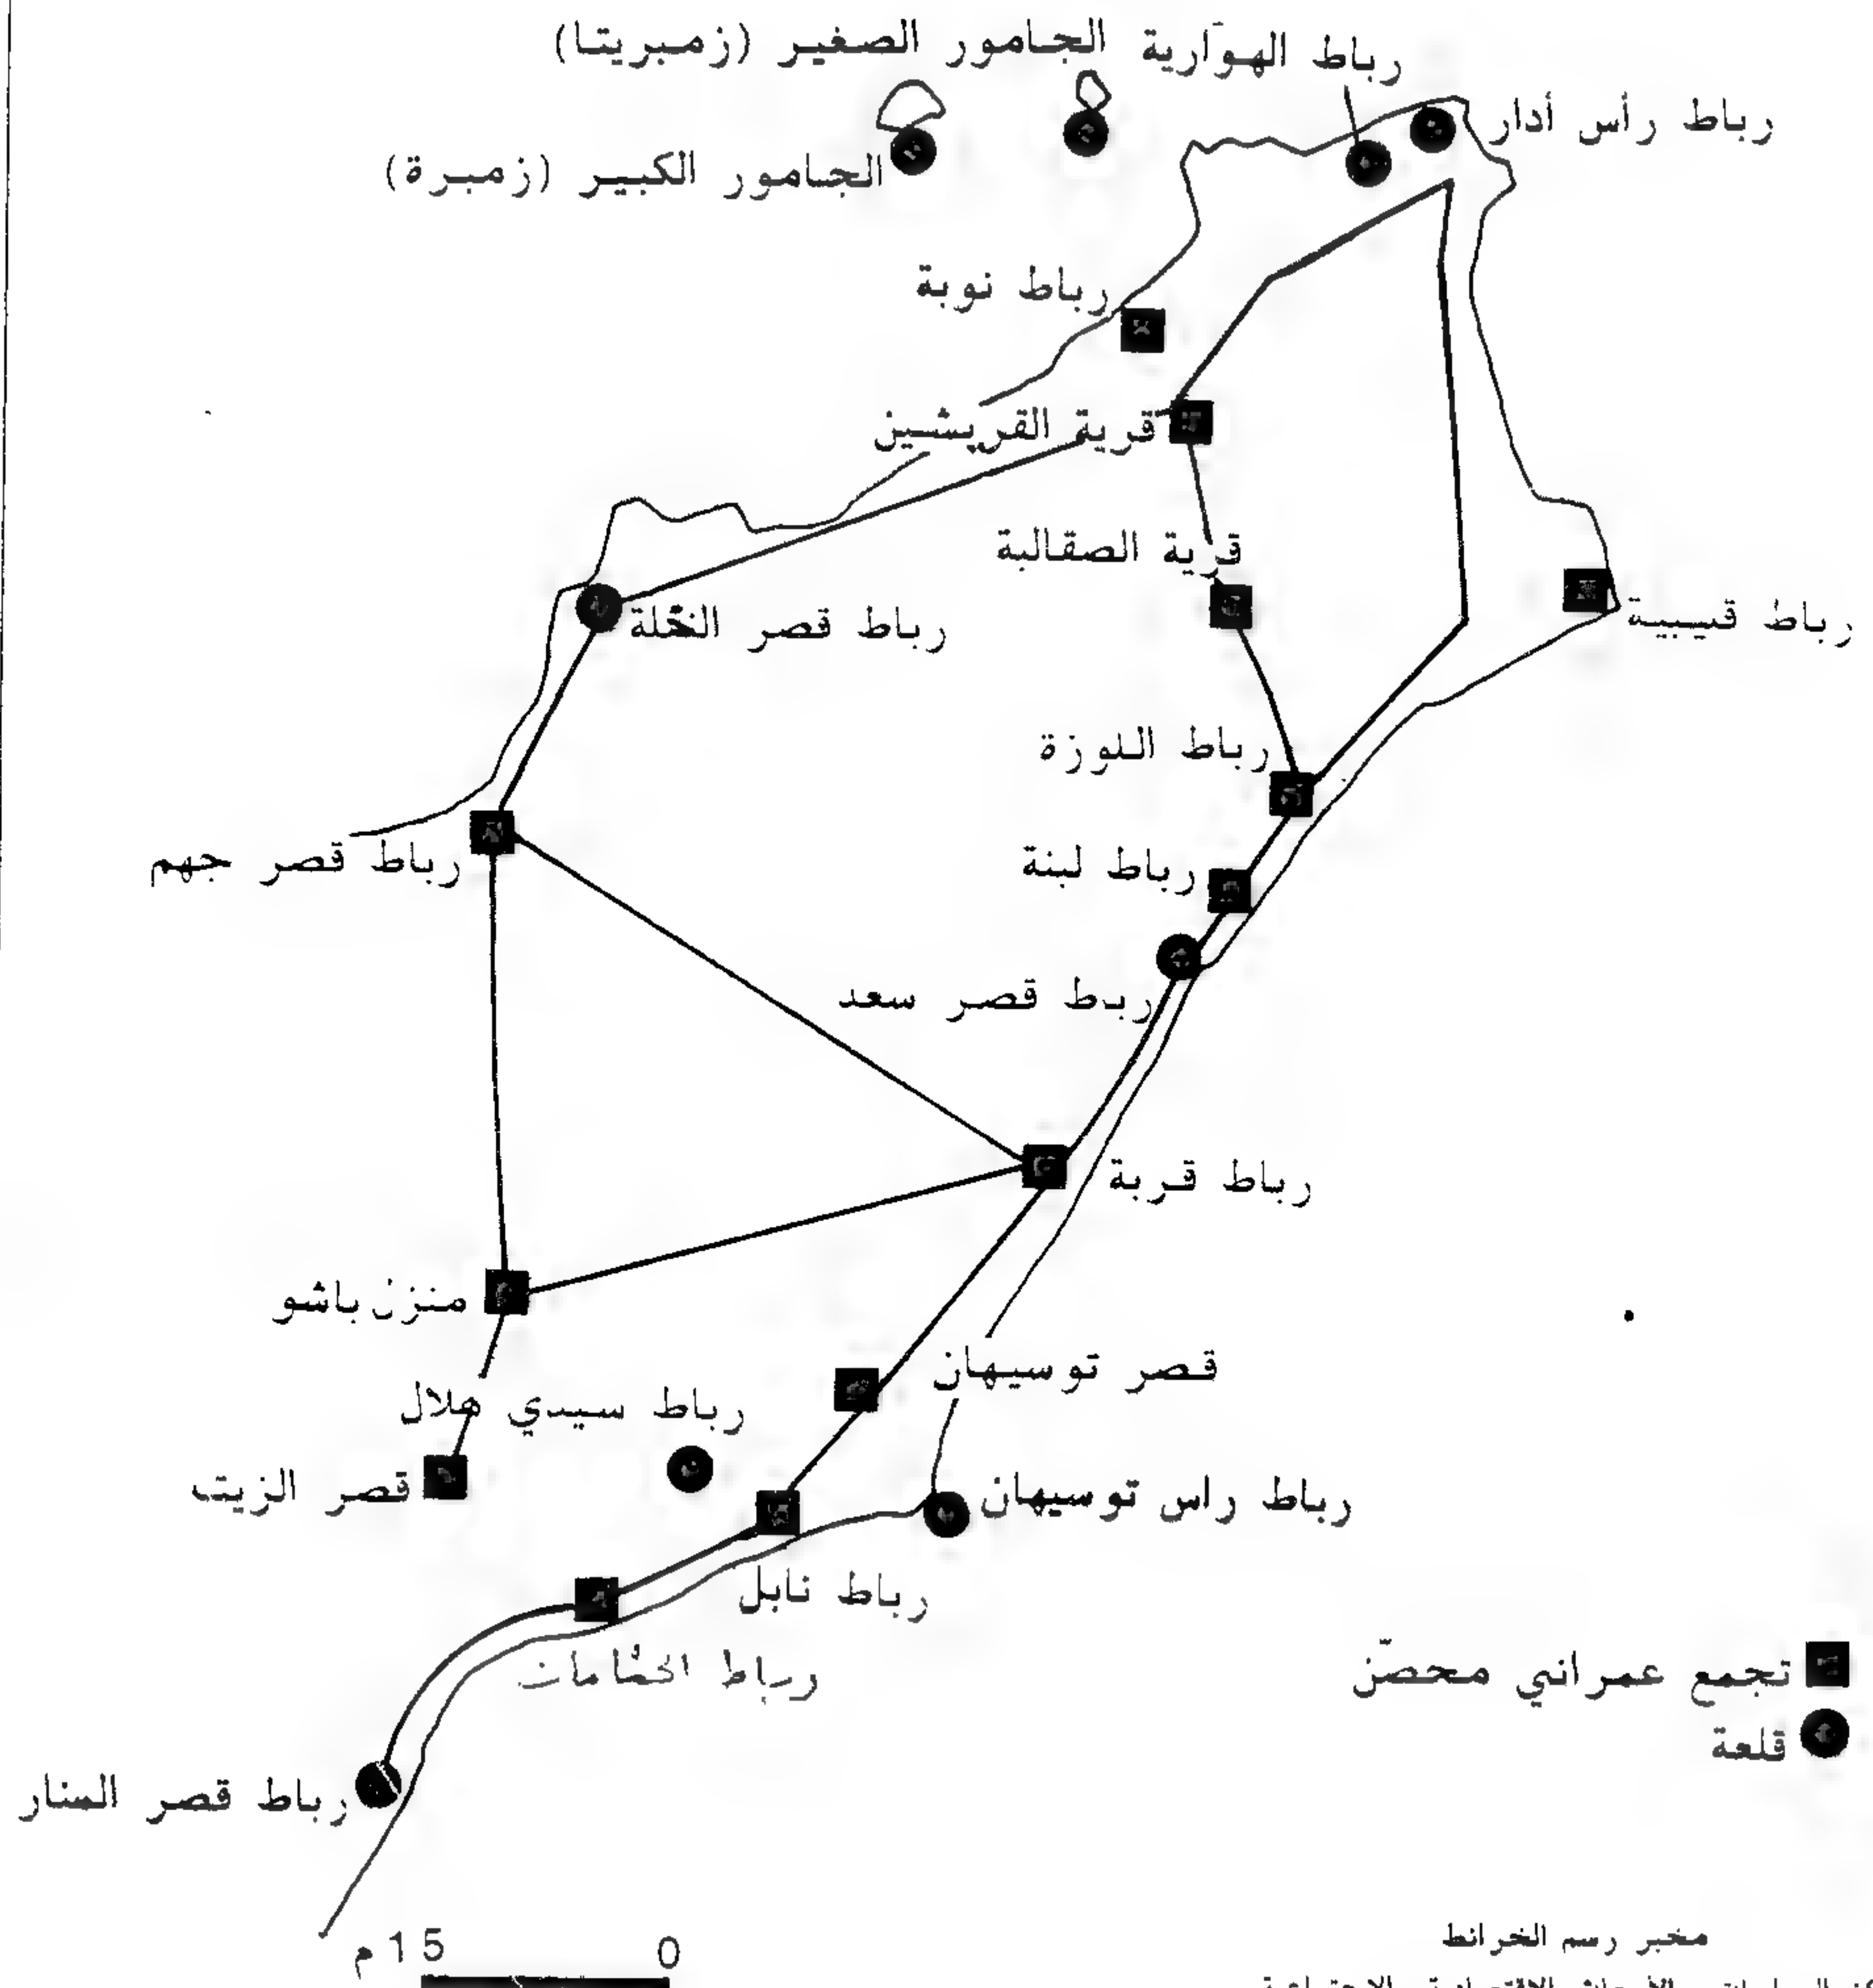 رباط الهوارية
الجامور الصغير (زمبريتا)
رباط رأس أدار
الجامور الكبير (زمبرة)
رباط نوبة
قرية القريشين
قرية الصقالبة
رباط قيبية
رباط قصر النخلة
رباط اللوزة
رباط لبنة
رباط قصر جهم
رباط قصر سعد
رباط قربة
منزل باشو
قصر توسيهان
رباط سيدي هلال
قصر الزيت
رباط راس توسيهان
رباط نابل
رباط الحمامات
تجمع عمراني محصّن
قلعة
رباط قصر المنار
مخبر رسم الخرائط
0
15 م